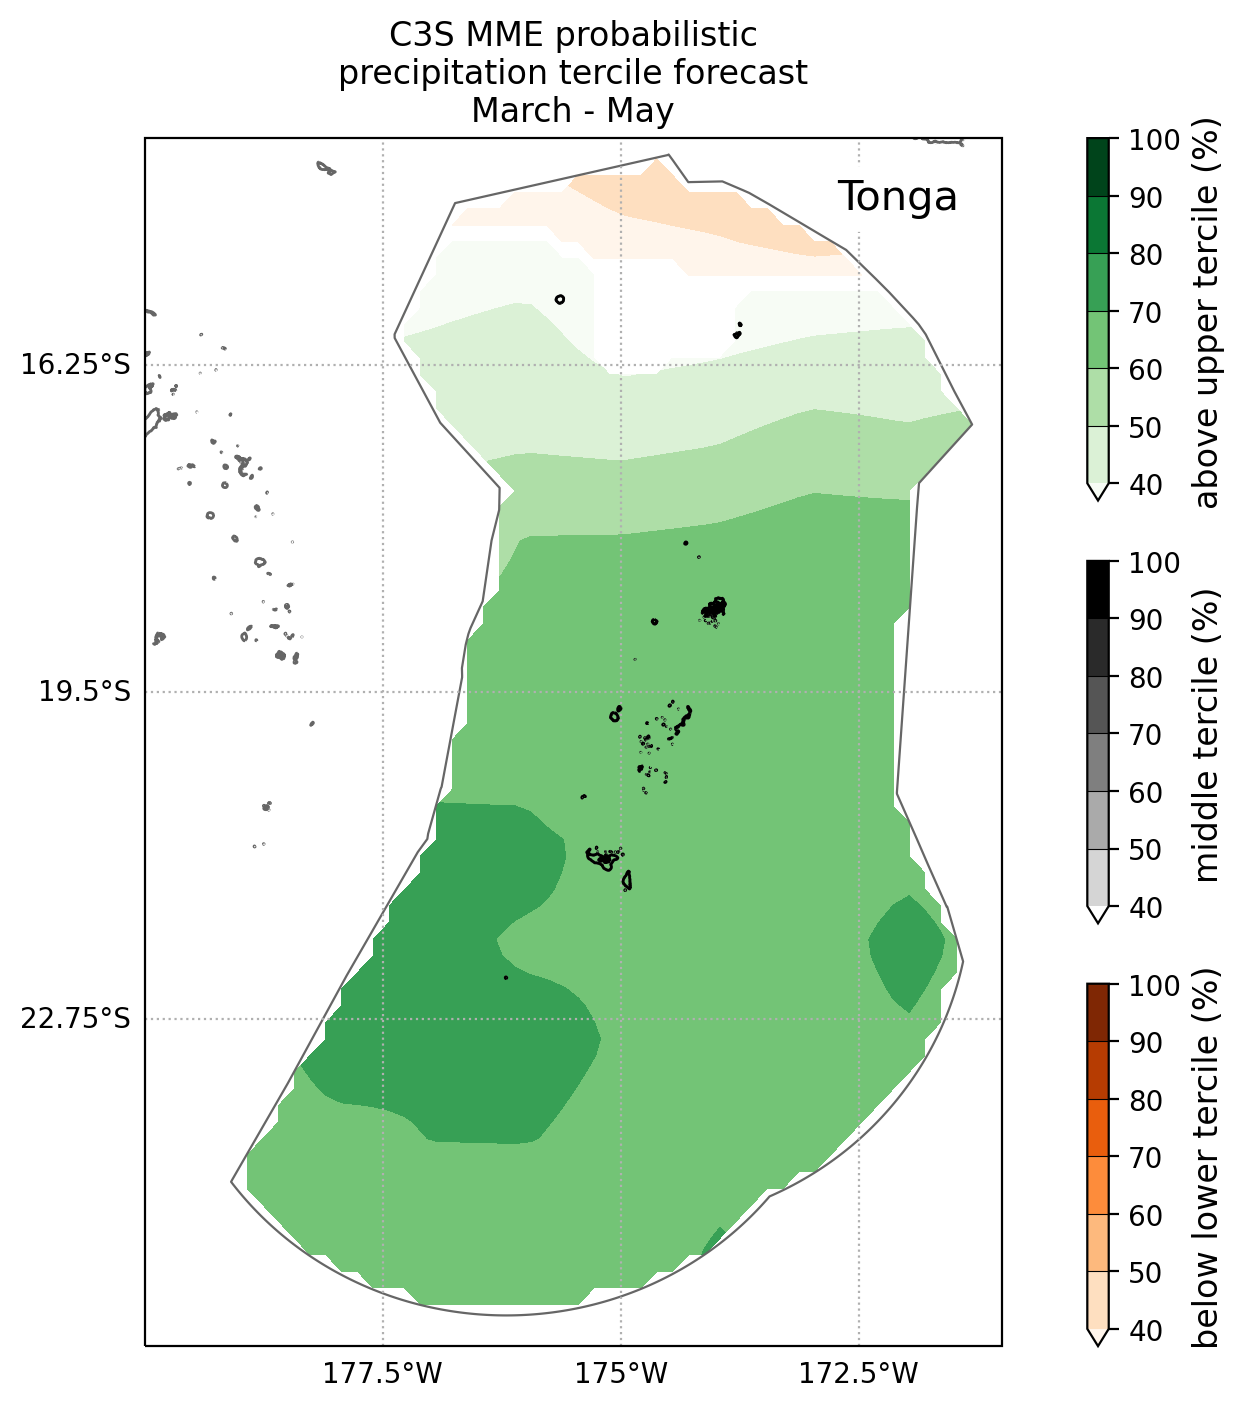 C3S MME probabilistic
precipitation tercile forecast
March - May
Tonga
16.25°S
19.5°S
22.75°S
177.5°W
175°W
172.5°W
100
90
80
70
60
50
40
above upper tercile (%)
100
90
80
70
60
50
40
middle tercile (%)
100
90
80
70
60
50
40
below lower tercile (%)